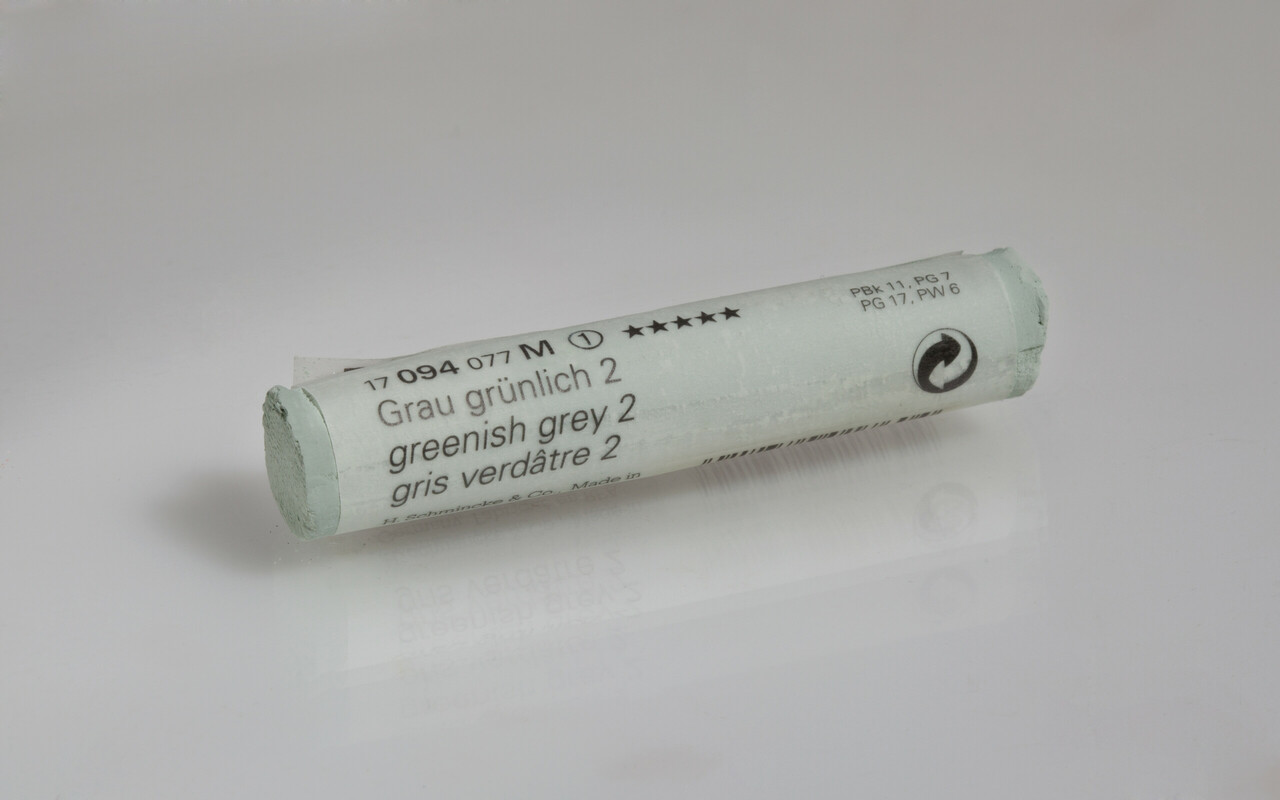 17 094 077 M ① ★★★★★
Grau grünlich 2
greenish grey 2
gris verdâtre 2
H. Schmincke & Co. Made in
PBk 11, PG 7
PG 17, PW 6